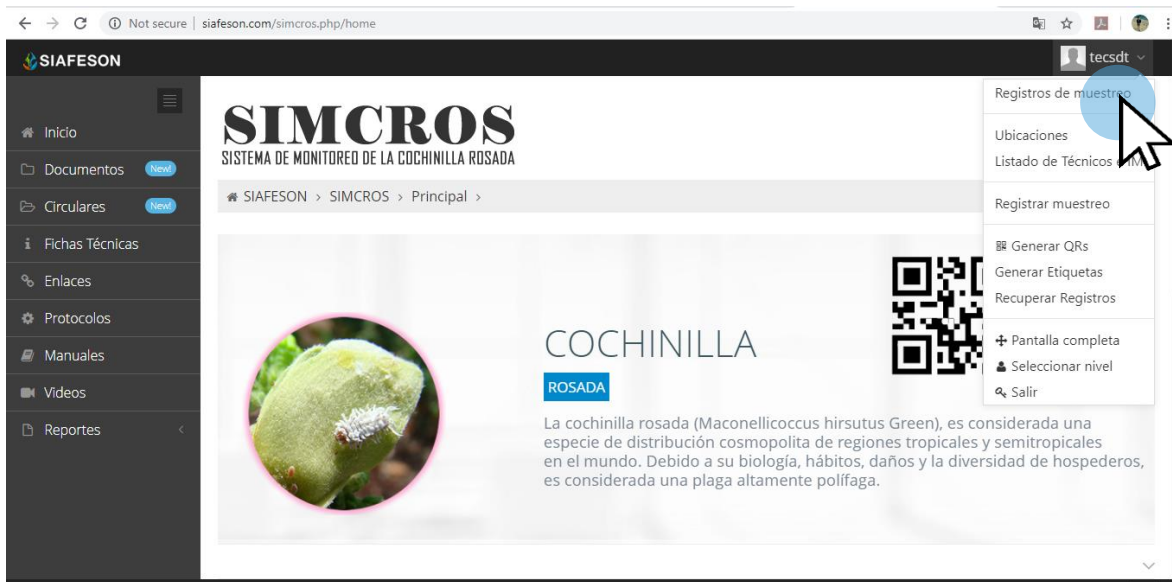 Not secure | siafeson.com/simcros.php/home
SIAFESON
tecsdt
Inicio
Documentos New!
Circulares New!
Fichas Técnicas
Enlaces
Protocolos
Manuales
Videos
Reportes
SIMCROS
SISTEMA DE MONITOREO DE LA COCHINILLA ROSADA
SIAFESON > SIMCROS > Principal >
Registros de muestreo
Ubicaciones
Listado de Técnicos
Registrar muestreo
Generar QRs
Generar Etiquetas
Recuperar Registros
Pantalla completa
Seleccionar nivel
Salir
COCHINILLA
ROSADA
La cochinilla rosada (Maconellicoccus hirsutus Green), es considerada una
especie de distribución cosmopolita de regiones tropicales y semitropicales
en el mundo. Debido a su biología, hábitos, daños y la diversidad de hospederos,
es considerada una plaga altamente polífaga.